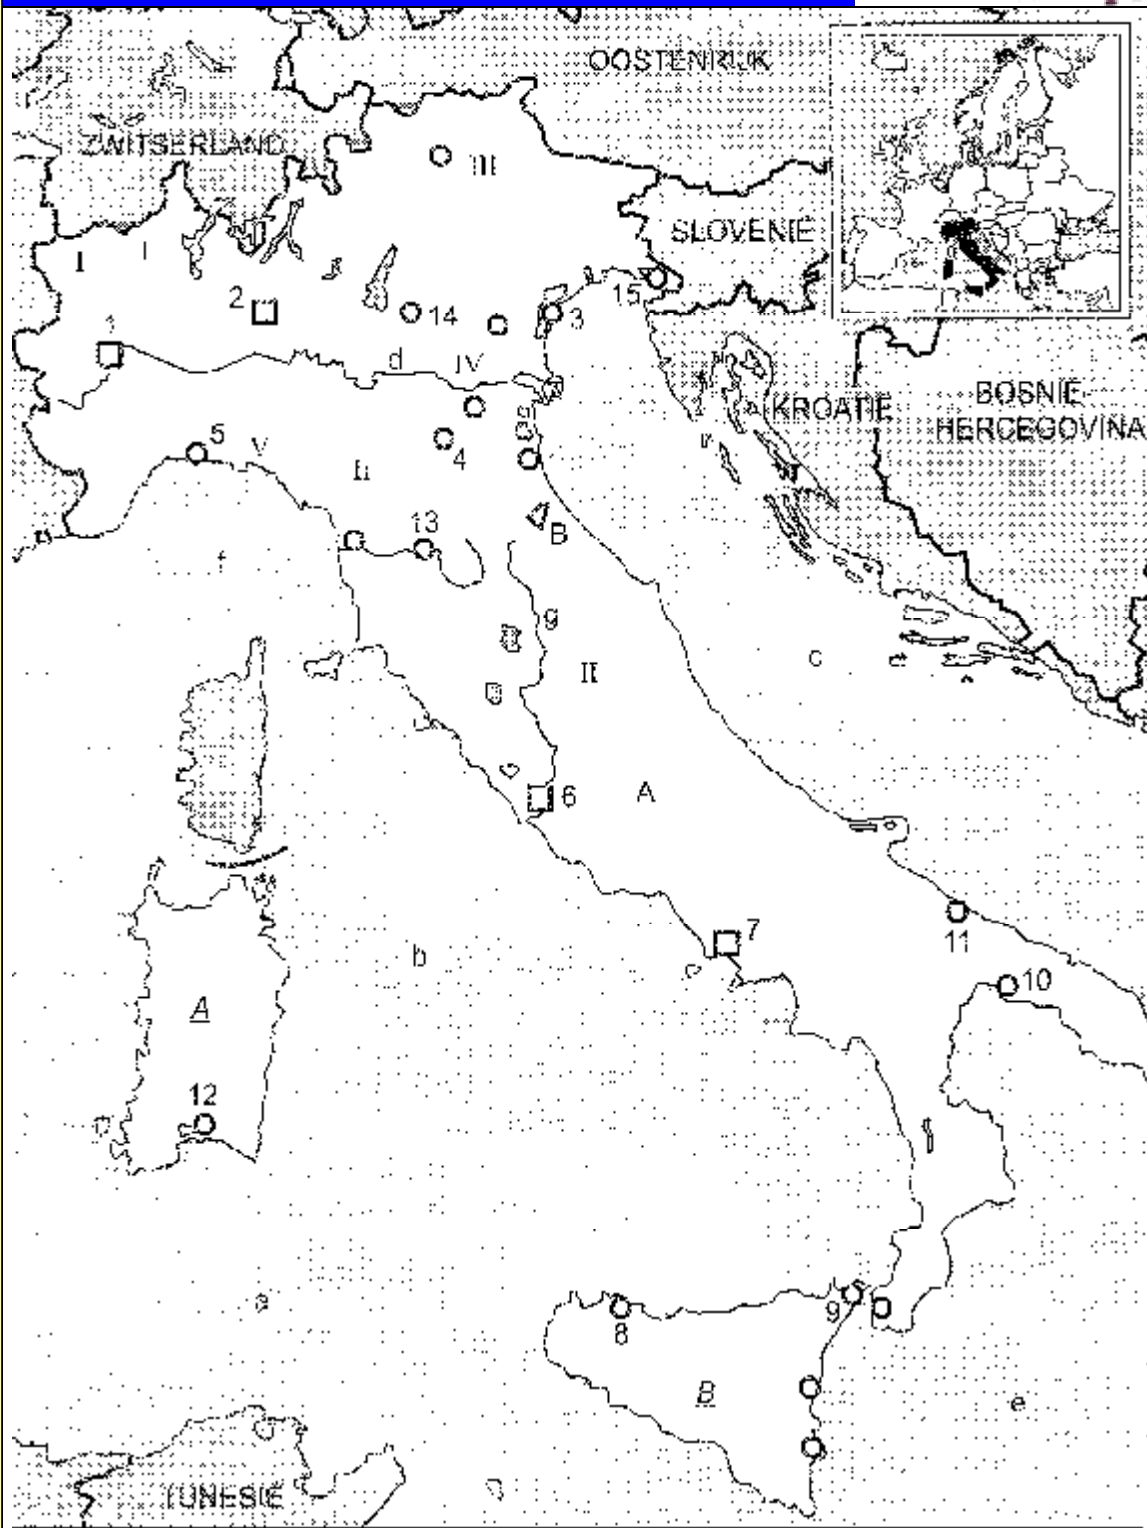 OOSTENRIJK
ZWITSERLAND
III
SLOVENIE
I
I
2
14
3
15
1
d
IV
BOSNIE
HERCEGOVINA
KROATIE
5
V
4
II
13
B
f
g
II
c
6
A
7
b
11
10
A
12
9
8
a
B
e
TUNESIE